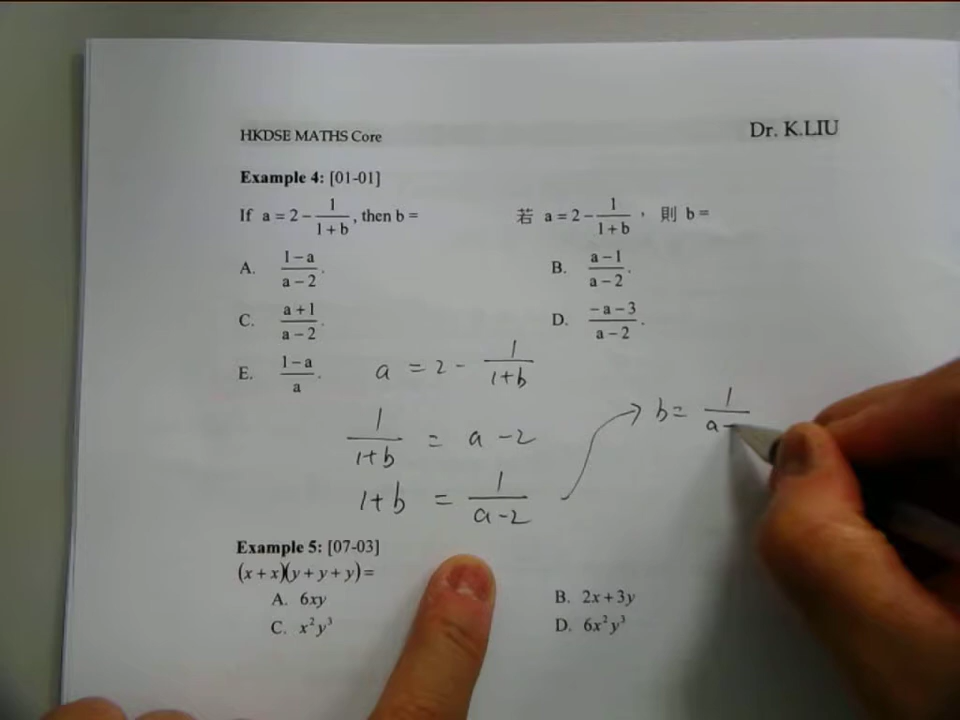 HKDSE MATHS Core Dr. K.LIU
Example 4: [01-01]
If a = 2 - 1/(1+b), then b = 若 a = 2 - 1/(1+b), 則 b =
A. (1-a)/(a-2). B. (a-1)/(a-2).
C. (a+1)/(a-2). D. (-a-3)/(a-2).
E. (1-a)/a.
a = 2 - 1/(1+b)
1/(1+b) = a-2
1+b = 1/(a-2)
b = 1/(a-
Example 5: [07-03]
(x+x)(y+y+y)=
A. 6xy B. 2x+3y
C. x²y³ D. 6x²y³